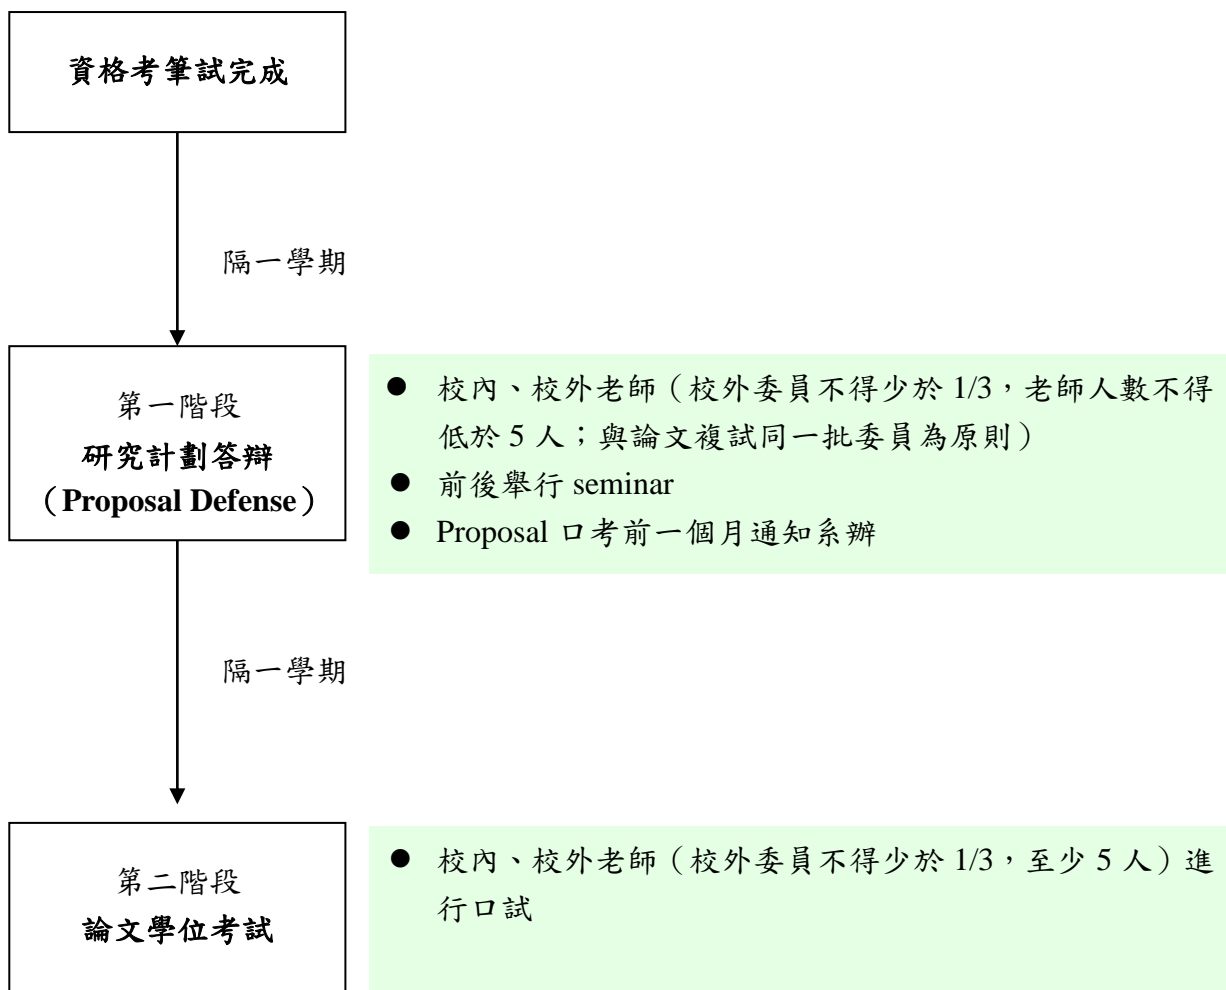 資格考筆試完成
隔一學期
第一階段
研究計劃答辯
（Proposal Defense）
● 校內、校外老師（校外委員不得少於 1/3，老師人數不得
低於 5 人；與論文複試同一批委員為原則）
● 前後舉行 seminar
● Proposal 口考前一個月通知系辦
隔一學期
第二階段
論文學位考試
● 校內、校外老師（校外委員不得少於 1/3，至少 5 人）進
行口試